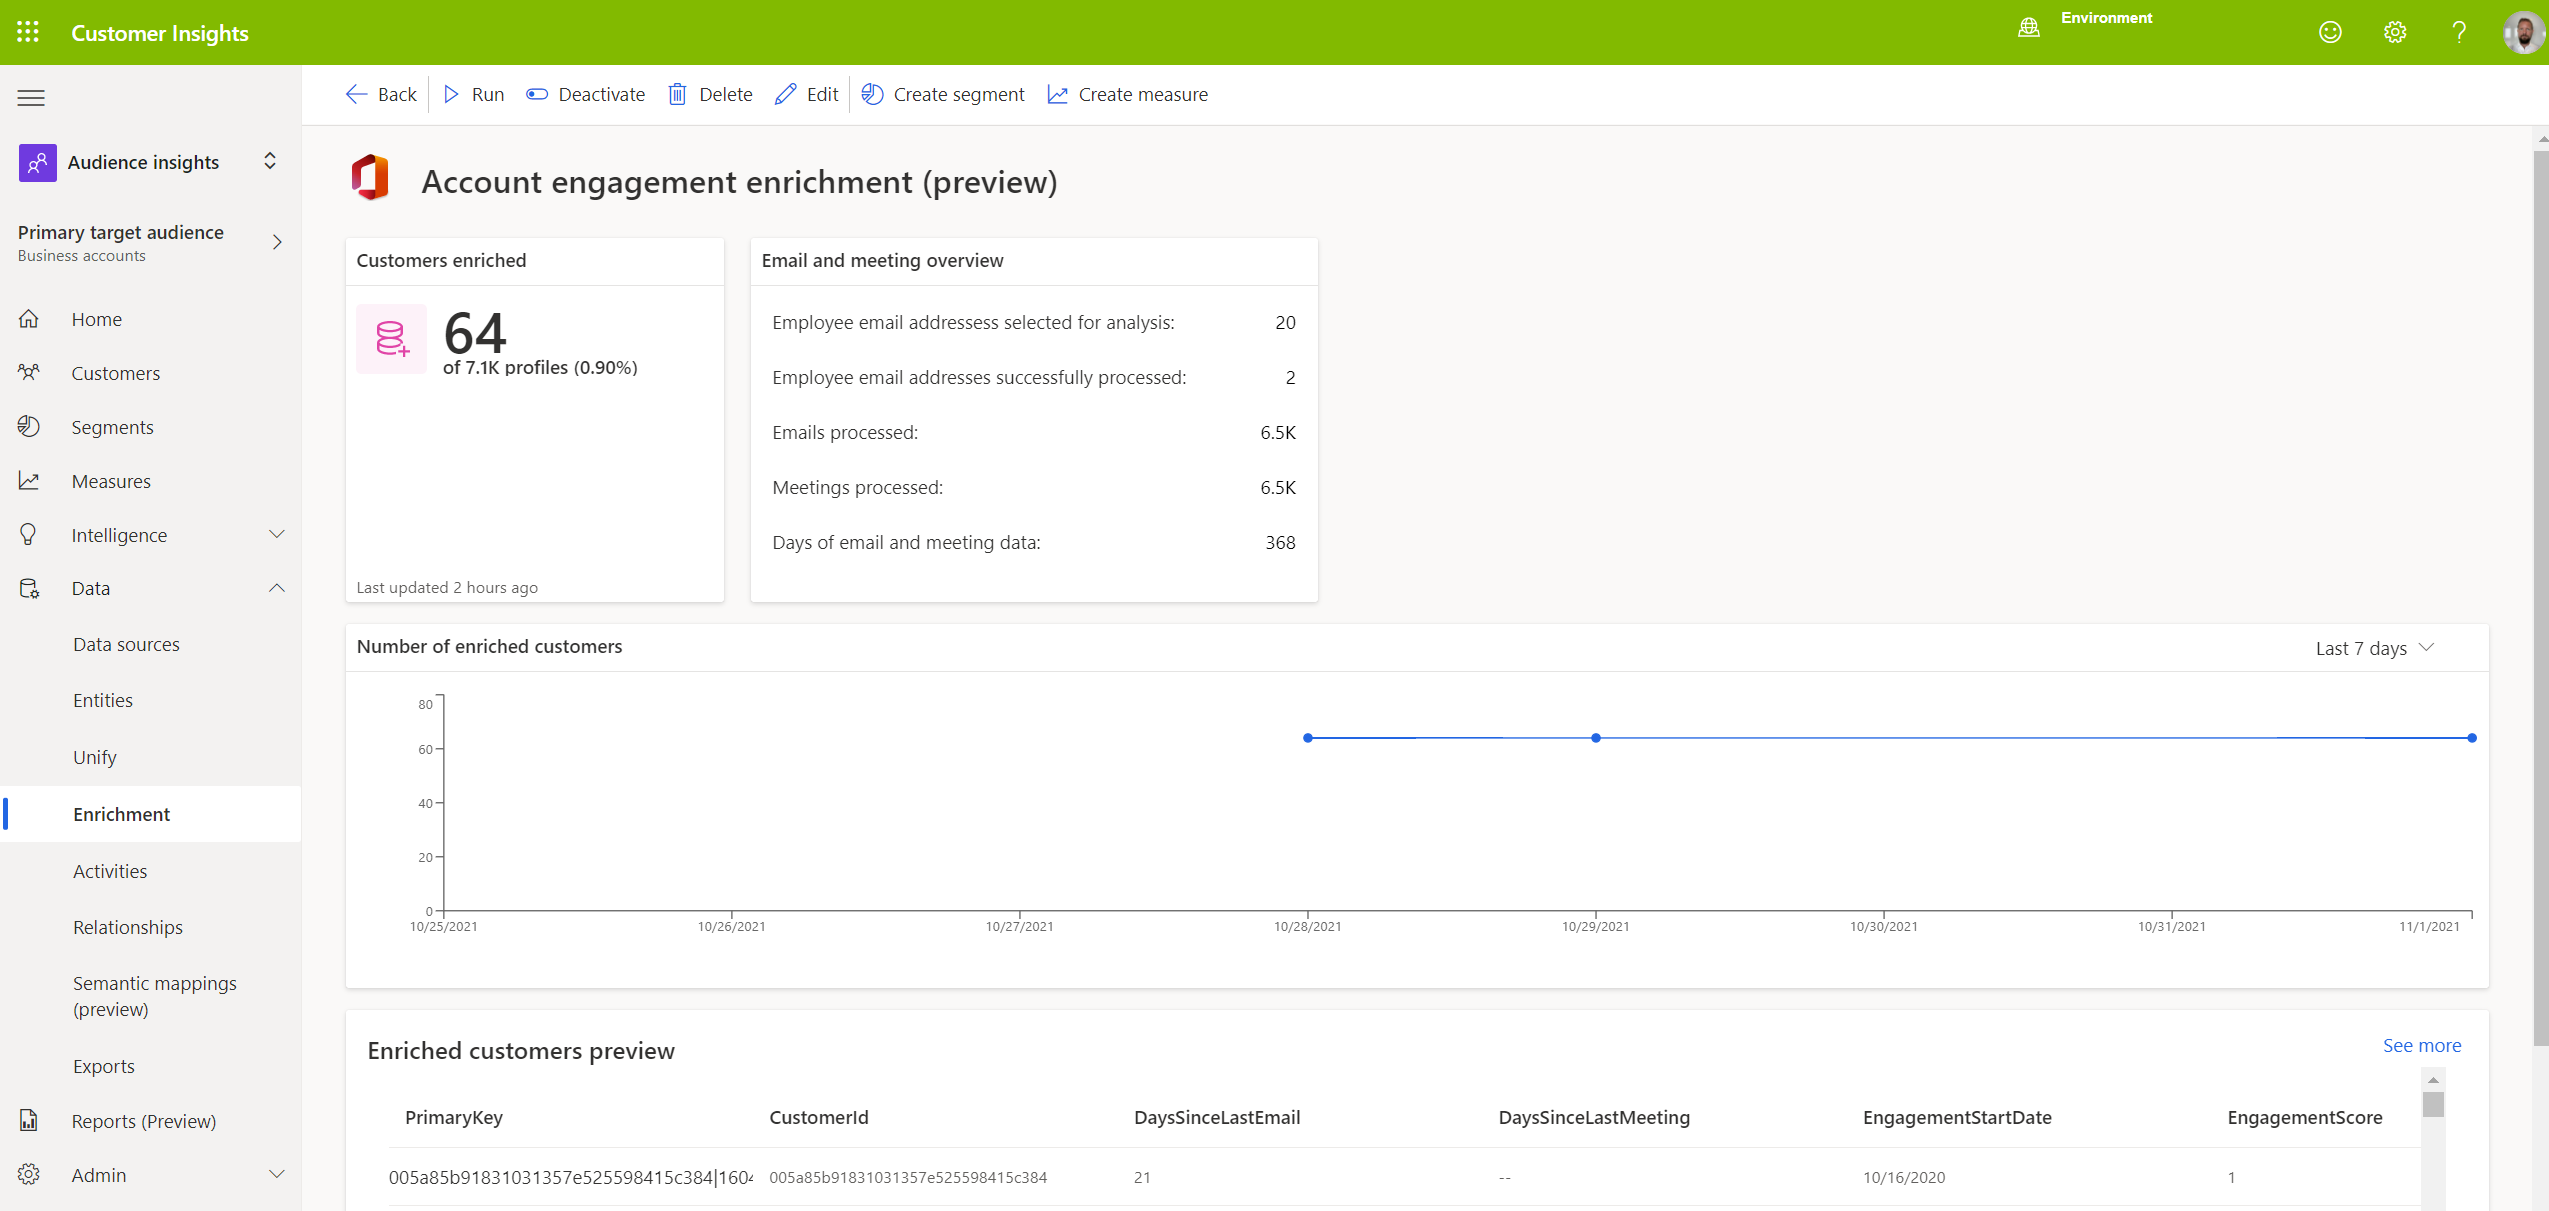 Customer Insights
Environment
Back
Run
Deactivate
Delete
Edit
Create segment
Create measure
Audience insights
Primary target audience
Business accounts
Home
Customers
Segments
Measures
Intelligence
Data
Data sources
Entities
Unify
Enrichment
Activities
Relationships
Semantic mappings
(preview)
Exports
Reports (Preview)
Admin
Account engagement enrichment (preview)
Customers enriched
64
of 7.1K profiles (0.90%)
Last updated 2 hours ago
Email and meeting overview
Employee email addressess selected for analysis: 20
Employee email addresses successfully processed: 2
Emails processed: 6.5K
Meetings processed: 6.5K
Days of email and meeting data: 368
Number of enriched customers
Last 7 days
80
60
40
20
0
10/25/2021 10/26/2021 10/27/2021 10/28/2021 10/29/2021 10/30/2021 10/31/2021 11/1/2021
Enriched customers preview
See more
PrimaryKey CustomerId DaysSinceLastEmail DaysSinceLastMeeting EngagementStartDate EngagementScore
005a85b91831031357e525598415c384|1604 005a85b91831031357e525598415c384 21 -- 10/16/2020 1